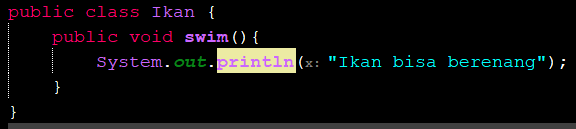 public class Ikan {
    public void swim(){
        System.out.println(x: "Ikan bisa berenang");
    }
}